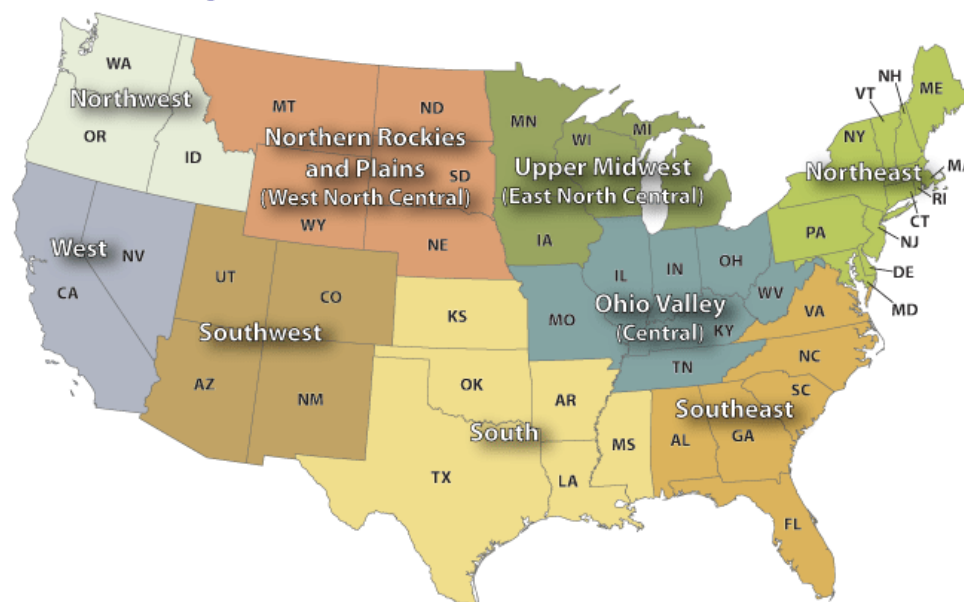 WA
Northwest
OR
ID
MT
ND
Northern Rockies
and Plains
(West North Central)
SD
WY
NE
MN
WI
MI
Upper Midwest
(East North Central)
IA
NH
VT
ME
NY
Northeast
MA
RI
CT
PA
NJ
DE
MD
West
NV
CA
UT
CO
Southwest
AZ
NM
KS
OK
AR
South
TX
LA
MS
IL
IN
OH
WV
Ohio Valley
(Central)
MO
KY
TN
VA
NC
SC
Southeast
AL
GA
FL